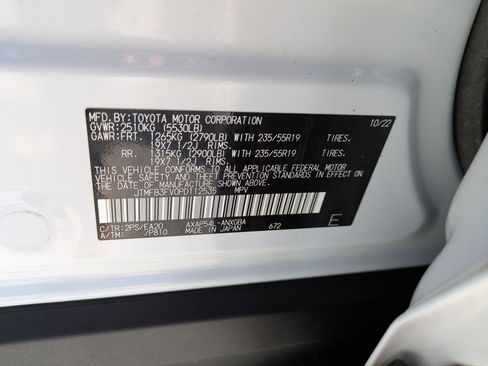 MFD. BY: TOYOTA MOTOR CORPORATION 10/22
GVWR: 2510KG (5530LB)
GAWR: FRT. 1265KG (2790LB) WITH 235/55R19 TIRES.
19X7 1/2J RIMS.
RR. 1315KG (2900LB) WITH 235/55R19 TIRES.
19X7 1/2J RIMS.
THIS VEHICLE CONFORMS TO ALL APPLICABLE FEDERAL MOTOR
VEHICLE SAFETY AND THEFT PREVENTION STANDARDS IN EFFECT
ON THE DATE OF MANUFACTURE SHOWN ABOVE.
JTMFB3FV0PD112535 MPV
C/TR: 2PS/EA20 AXAP54L-ANXGBA 672 E
A/TM: /P810 MADE IN JAPAN